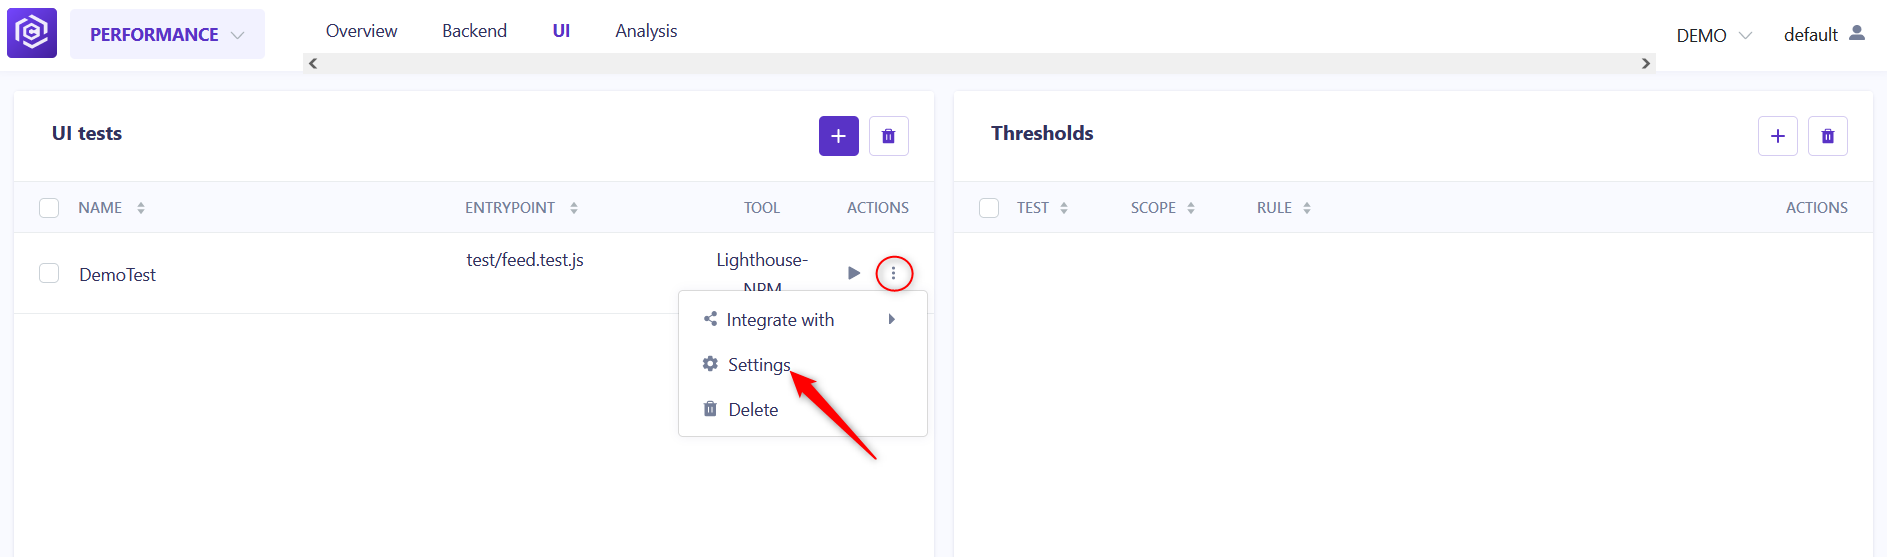 PERFORMANCE
Overview Backend UI Analysis
DEMO
default
UI tests
NAME ENTRYPOINT TOOL ACTIONS
DemoTest test/feed.test.js Lighthouse-
NPM
Integrate with
Settings
Delete
Thresholds
TEST SCOPE RULE ACTIONS